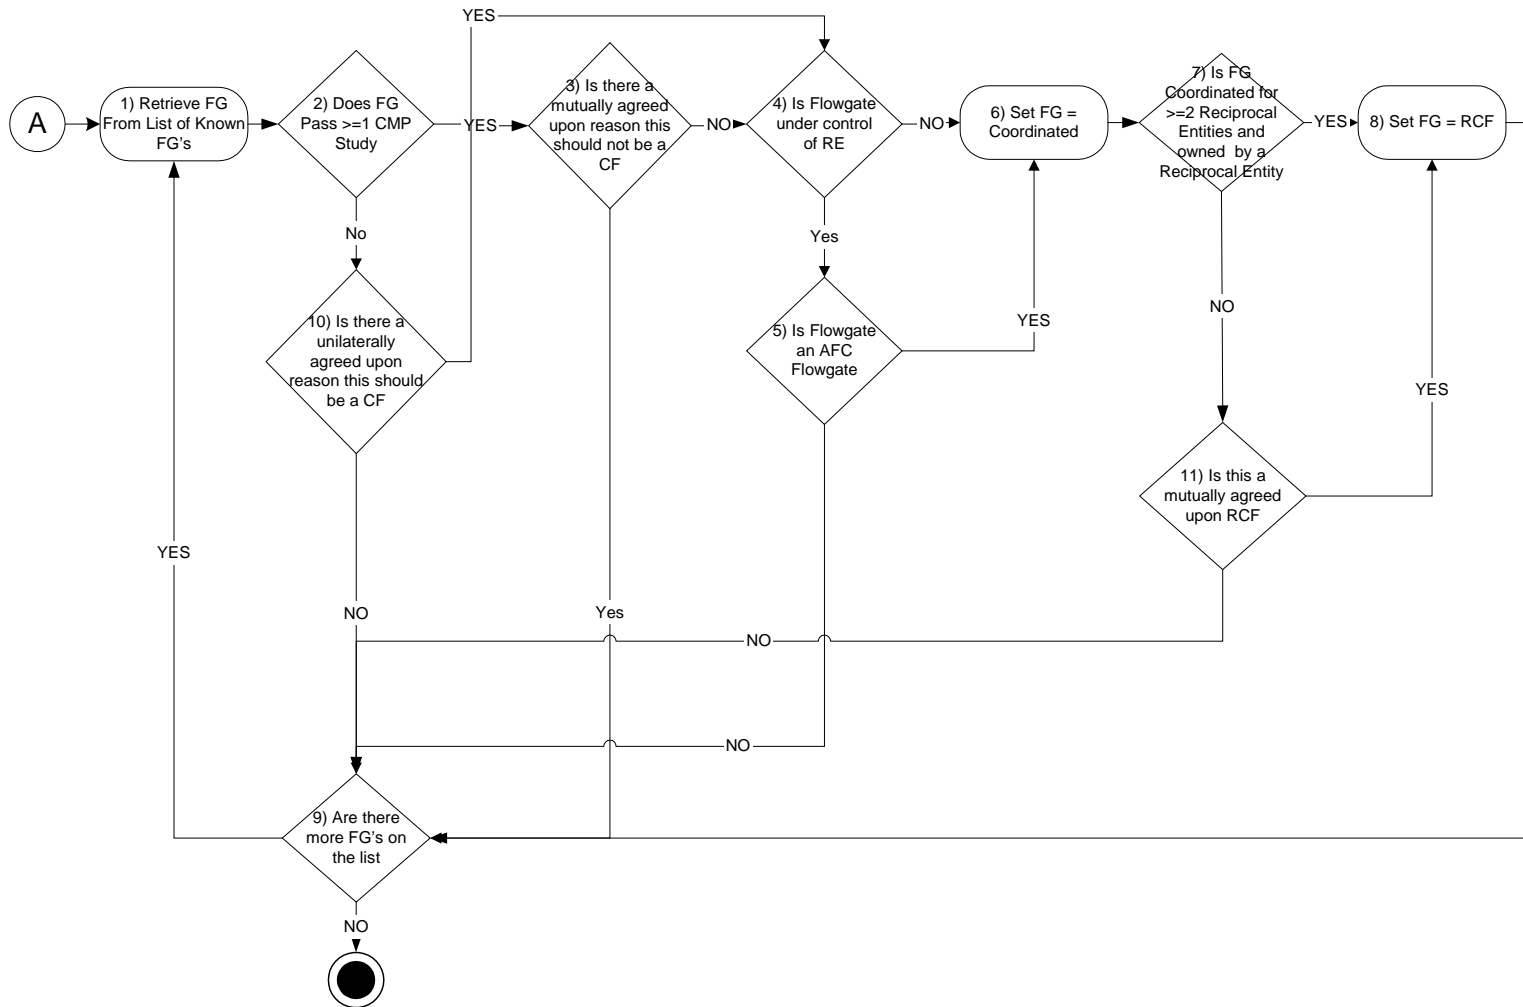 YES
A
1) Retrieve FG
From List of Known
FG's
2) Does FG
Pass >=1 CMP
Study
YES
3) Is there a
mutually agreed
upon reason this
should not be a
CF
NO
4) Is Flowgate
under control
of RE
NO
6) Set FG =
Coordinated
7) Is FG
Coordinated for
>=2 Reciprocal
Entities and
owned by a
Reciprocal Entity
YES
8) Set FG = RCF
No
Yes
10) Is there a
unilaterally
agreed upon
reason this should
be a CF
5) Is Flowgate
an AFC
Flowgate
YES
NO
YES
11) Is this a
mutually agreed
upon RCF
YES
NO
Yes
NO
NO
9) Are there
more FG's on
the list
NO